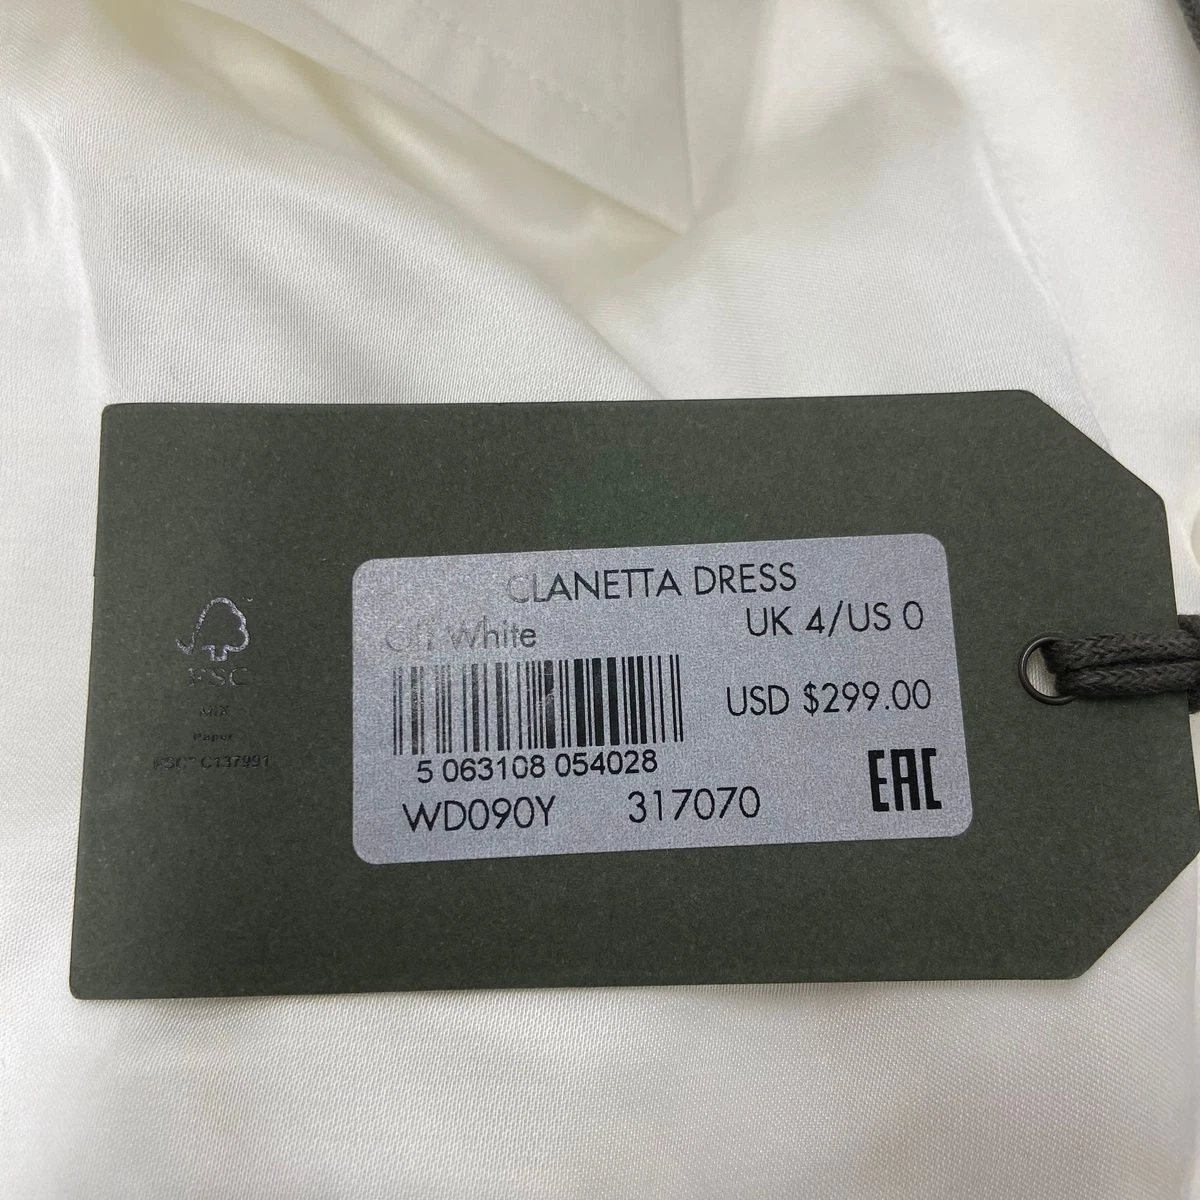 CLANETTA DRESS
Off White
UK 4/US 0
USD $299.00
5 063108 054028
WD090Y 317070
EAC
FSC
MIX
Paper
FSC™ C137991